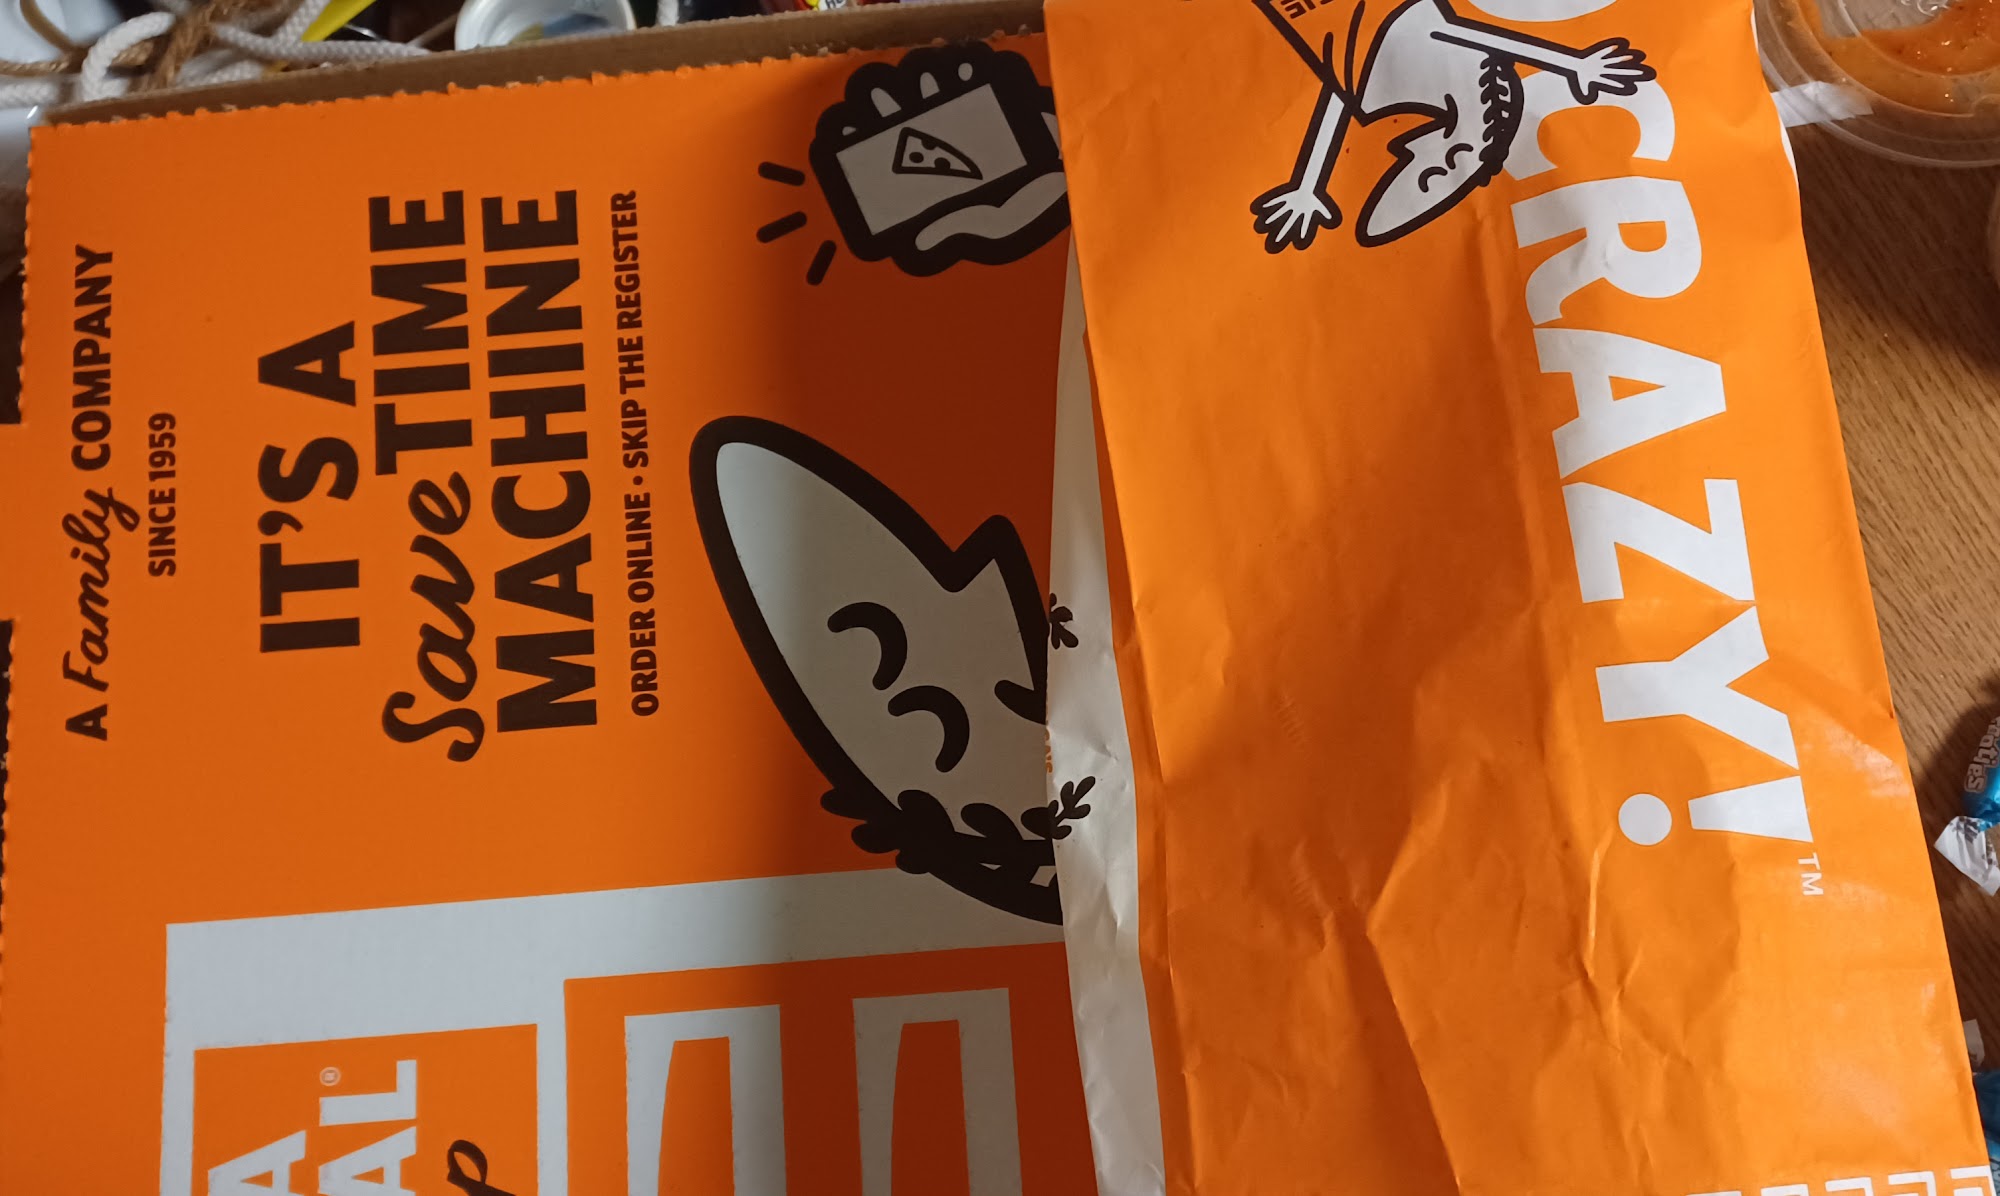 A Family COMPANY
SINCE 1959
IT'S A
Save TIME
MACHINE
ORDER ONLINE • SKIP THE REGISTER
CRAZY!™